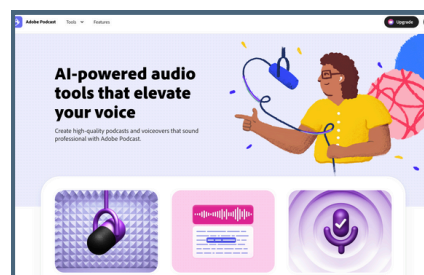 Adobe Podcast Tools Features Upgrade
AI-powered audio
tools that elevate
your voice
Create high-quality podcasts and voiceovers that sound
professional with Adobe Podcast.